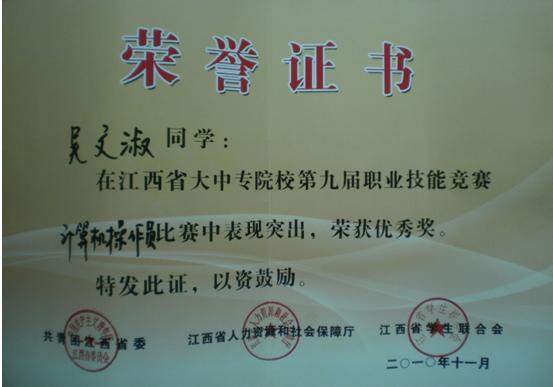 荣誉证书
吴文淑同学：
在江西省大中专院校第九届职业技能竞赛
计算机操作员比赛中表现突出，荣获优秀奖。
特发此证，以资鼓励。
共青团江西省委 江西省人力资源和社会保障厅 江西省学生联合会
二〇一〇年十一月